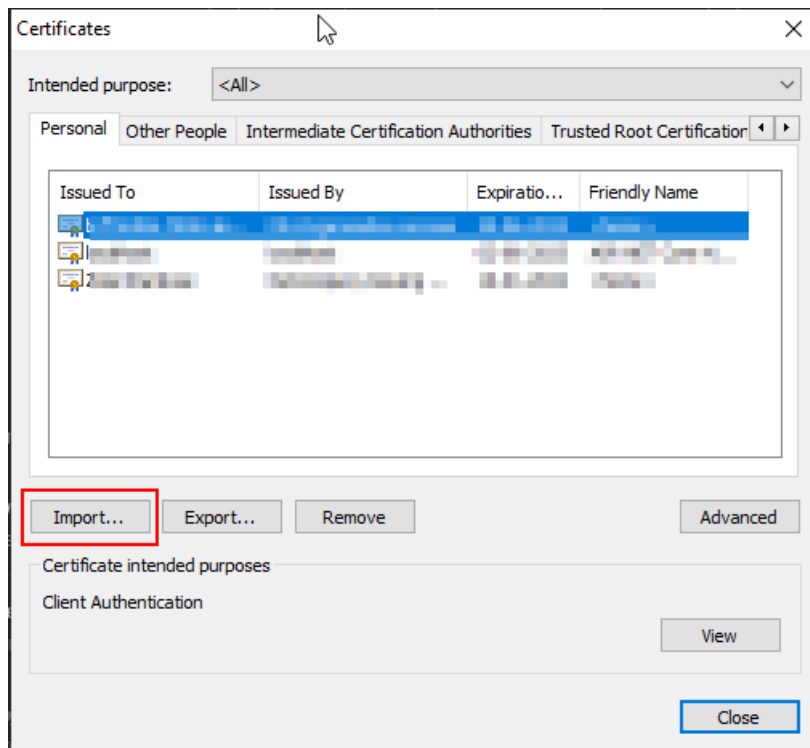 Certificates
Intended purpose: <All>
Personal Other People Intermediate Certification Authorities Trusted Root Certification
Issued To Issued By Expiratio... Friendly Name
Import... Export... Remove Advanced
Certificate intended purposes
Client Authentication
View
Close